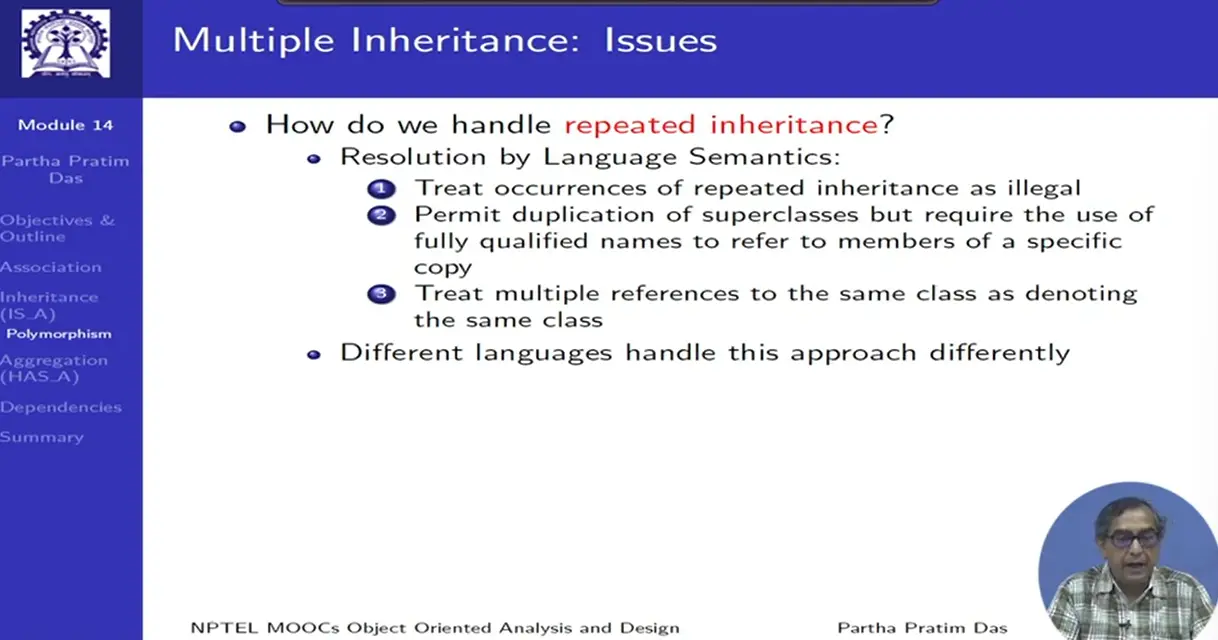 Multiple Inheritance: Issues
Module 14
Partha Pratim
Das
Objectives &
Outline
Association
Inheritance
(IS_A)
Polymorphism
Aggregation
(HAS_A)
Dependencies
Summary
How do we handle repeated inheritance?
Resolution by Language Semantics:
1 Treat occurrences of repeated inheritance as illegal
2 Permit duplication of superclasses but require the use of
fully qualified names to refer to members of a specific
copy
3 Treat multiple references to the same class as denoting
the same class
Different languages handle this approach differently
NPTEL MOOCs Object Oriented Analysis and Design
Partha Pratim Das